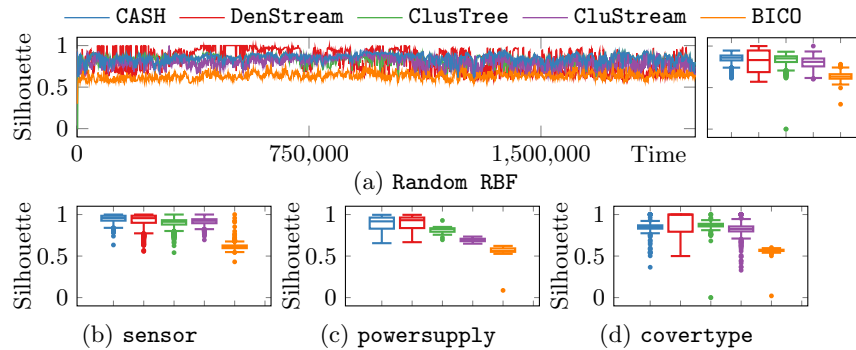 CASH DenStream ClusTree CluStream BICO
Silhouette
1
0.5
0
0 750,000 1,500,000 Time
(a) Random RBF
Silhouette
1
0.5
0
Silhouette
1
0.5
0
Silhouette
1
0.5
0
(b) sensor (c) powersupply (d) covertype